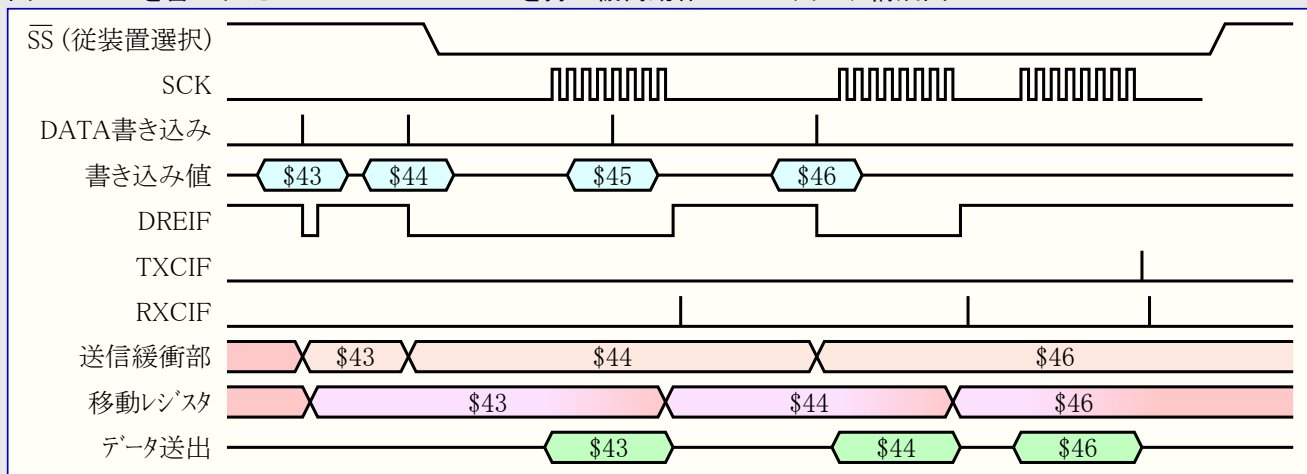 SS (従装置選択)
SCK
DATA書き込み
書き込み値 $43 $44 $45 $46
DREIF
TXCIF
RXCIF
送信緩衝部 $43 $44 $46
移動レジスタ $43 $44 $46
データ送出 $43 $44 $46